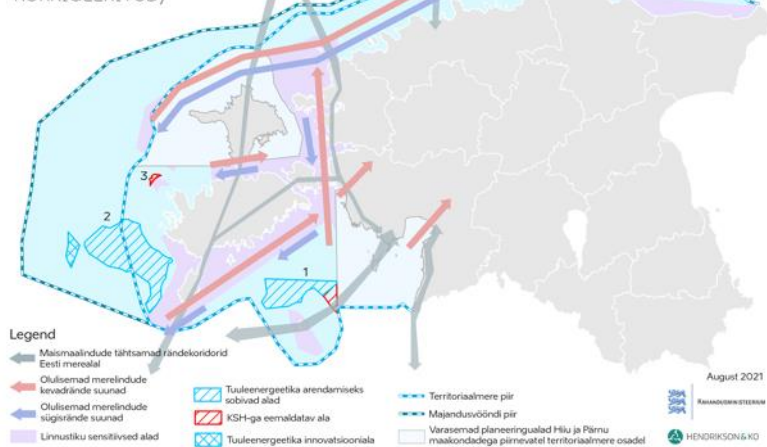 3
2
1
Legend
Maismaalindude tähtsamad rändekoridorid
Eesti merealal
Olulisemad merelindude
kevadrände suunad
Olulisemad merelindude
sügisrände suunad
Linnustiku sensitiivsed alad
Tuuleenergeetika arendamiseks
sobivad alad
KSH-ga eemaldatav ala
Tuuleenergeetika innovatsiooniala
Territoriaalmere piir
Majandusvööndi piir
Varasemad planeeringualad Hiiu ja Pärnu
maakondadega piirnevatel territoriaalmere osadel
August 2021
RAHANDUSMINISTEERIUM
HENDRIKSON & KO